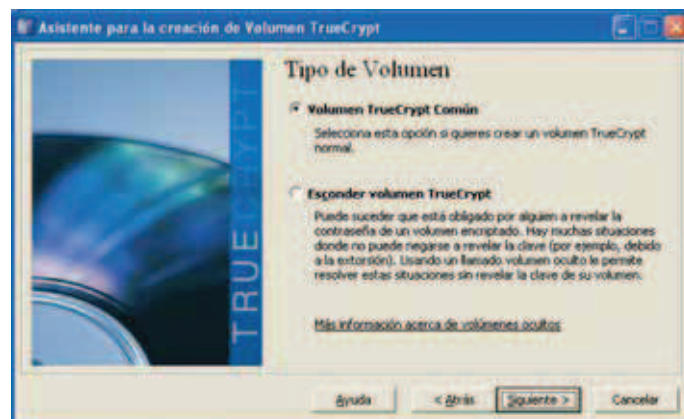 Asistente para la creación de Volumen TrueCrypt
TRUECRYPT
Tipo de Volumen
Volumen TrueCrypt Común
Selecciona esta opción si quieres crear un volumen TrueCrypt
normal.
Esconder volumen TrueCrypt
Puede suceder que está obligado por alguien a revelar la
contraseña de un volumen encriptado. Hay muchas situaciones
donde no puede negarse a revelar la clave (por ejemplo, debido
a la extorsión). Usando un llamado volumen oculto le permite
resolver estas situaciones sin revelar la clave de su volumen.
Más información acerca de volúmenes ocultos
Ayuda
< Atrás
Siguiente >
Cancelar